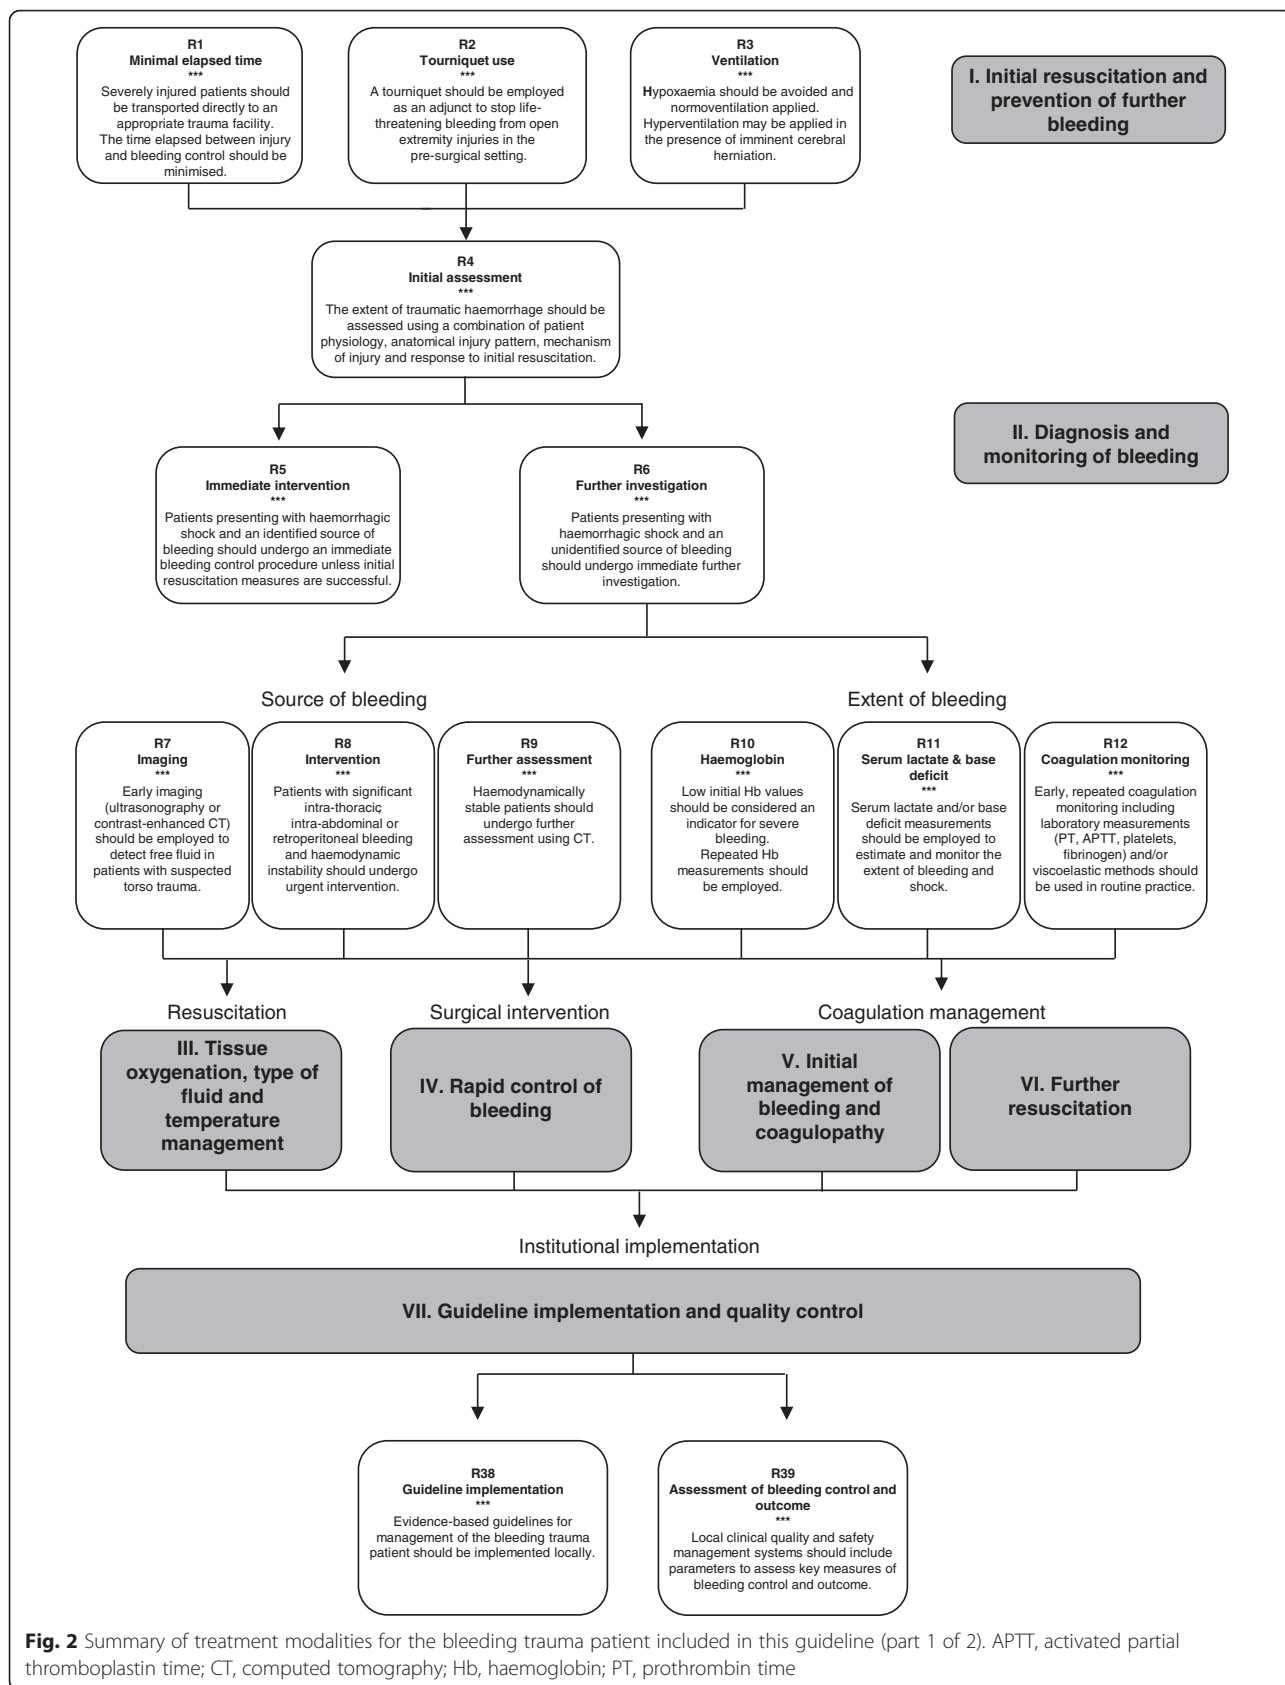 R1
Minimal elapsed time
***
Severely injured patients should
be transported directly to an
appropriate trauma facility.
The time elapsed between injury
and bleeding control should be
minimised.
R2
Tourniquet use
***
A tourniquet should be employed
as an adjunct to stop life-
threatening bleeding from open
extremity injuries in the
pre-surgical setting.
R3
Ventilation
***
Hypoxaemia should be avoided and
normoventilation applied.
Hyperventilation may be applied in
the presence of imminent cerebral
herniation.
I. Initial resuscitation and
prevention of further
bleeding
R4
Initial assessment
***
The extent of traumatic haemorrhage should be
assessed using a combination of patient
physiology, anatomical injury pattern, mechanism
of injury and response to initial resuscitation.
II. Diagnosis and
monitoring of bleeding
R5
Immediate intervention
***
Patients presenting with haemorrhagic
shock and an identified source of
bleeding should undergo an immediate
bleeding control procedure unless initial
resuscitation measures are successful.
R6
Further investigation
***
Patients presenting with
haemorrhagic shock and an
unidentified source of bleeding
should undergo immediate further
investigation.
Source of bleeding
Extent of bleeding
R7
Imaging
***
Early imaging
(ultrasonography or
contrast-enhanced CT)
should be employed to
detect free fluid in
patients with suspected
torso trauma.
R8
Intervention
***
Patients with significant
intra-thoracic,
intra-abdominal or
retroperitoneal bleeding
and haemodynamic
instability should undergo
urgent intervention.
R9
Further assessment
***
Haemodynamically
stable patients should
undergo further
assessment using CT.
R10
Haemoglobin
***
Low initial Hb values
should be considered an
indicator for severe
bleeding.
Repeated Hb
measurements should
be employed.
R11
Serum lactate & base
deficit
***
Serum lactate and/or base
deficit measurements
should be employed to
estimate and monitor the
extent of bleeding and
shock.
R12
Coagulation monitoring
***
Early, repeated coagulation
monitoring including
laboratory measurements
(PT, APTT, platelets,
fibrinogen) and/or
viscoelastic methods should
be used in routine practice.
Resuscitation
Surgical intervention
Coagulation management
III. Tissue
oxygenation, type of
fluid and
temperature
management
IV. Rapid control of
bleeding
V. Initial
management of
bleeding and
coagulopathy
VI. Further
resuscitation
Institutional implementation
VII. Guideline implementation and quality control
R38
Guideline implementation
***
Evidence-based guidelines for
management of the bleeding trauma
patient should be implemented locally.
R39
Assessment of bleeding control and
outcome
***
Local clinical quality and safety
management systems should include
parameters to assess key measures of
bleeding control and outcome.
Fig. 2 Summary of treatment modalities for the bleeding trauma patient included in this guideline (part 1 of 2). APTT, activated partial
thromboplastin time; CT, computed tomography; Hb, haemoglobin; PT, prothrombin time